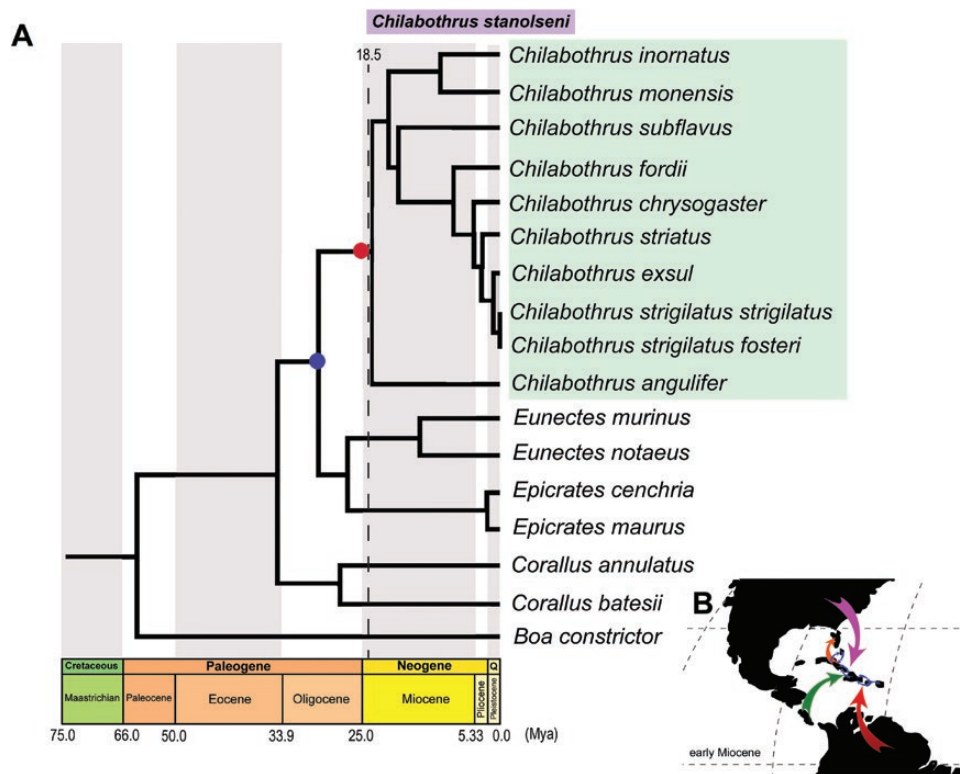 Chilabothrus stanolseni
A
18.5
Chilabothrus inornatus
Chilabothrus monensis
Chilabothrus subflavus
Chilabothrus fordii
Chilabothrus chrysogaster
Chilabothrus striatus
Chilabothrus exsul
Chilabothrus strigilatus strigilatus
Chilabothrus strigilatus fosteri
Chilabothrus angulifer
Eunectes murinus
Eunectes notaeus
Epicrates cenchria
Epicrates maurus
Corallus annulatus
Corallus batesii
Boa constrictor
Cretaceous Paleogene Neogene Q
Maastrichian Paleocene Eocene Oligocene Miocene Pliocene Pleistocene
75.0 66.0 50.0 33.9 25.0 5.33 0.0 (Mya)
B
early Miocene